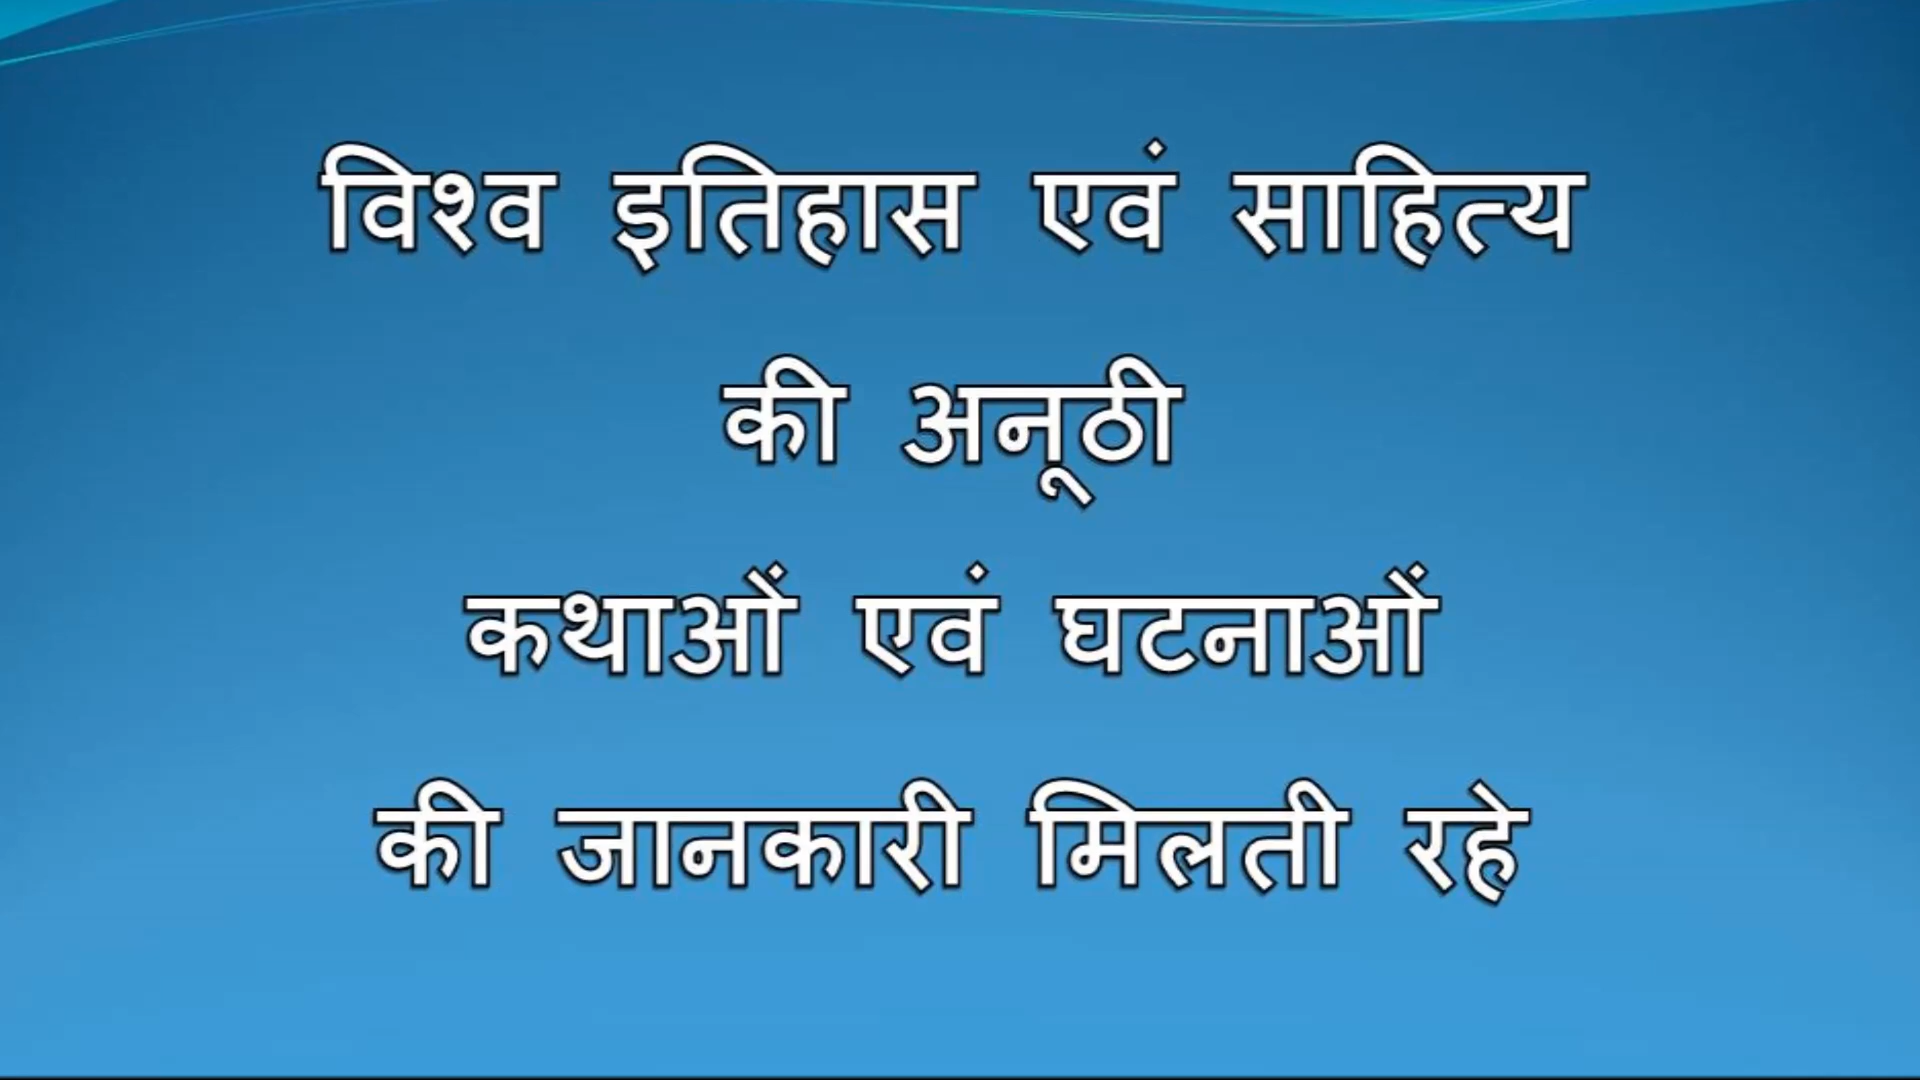 विश्व इतिहास एवं साहित्य
की अनूठी
कथाओं एवं घटनाओं
की जानकारी मिलती रहे